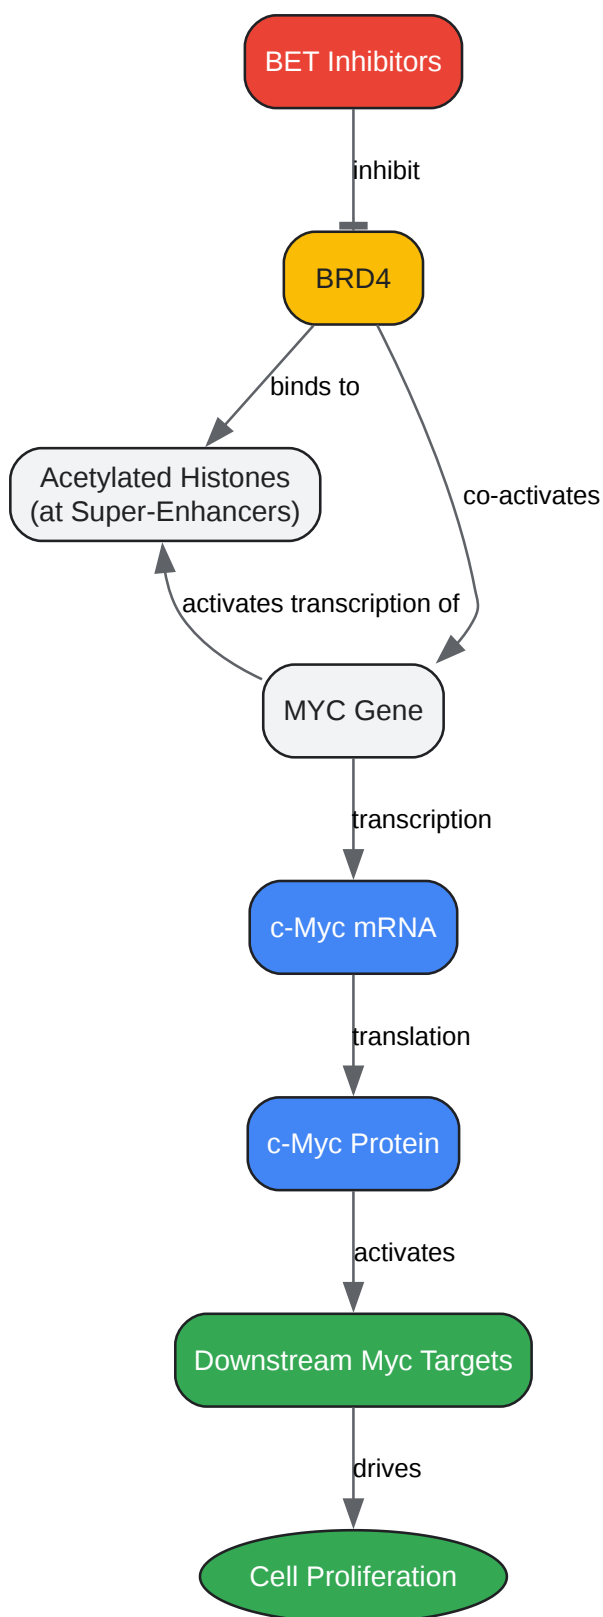 BET Inhibitors
inhibit
BRD4
binds to
Acetylated Histones
(at Super-Enhancers)
co-activates
activates transcription of
MYC Gene
transcription
c-Myc mRNA
translation
c-Myc Protein
activates
Downstream Myc Targets
drives
Cell Proliferation